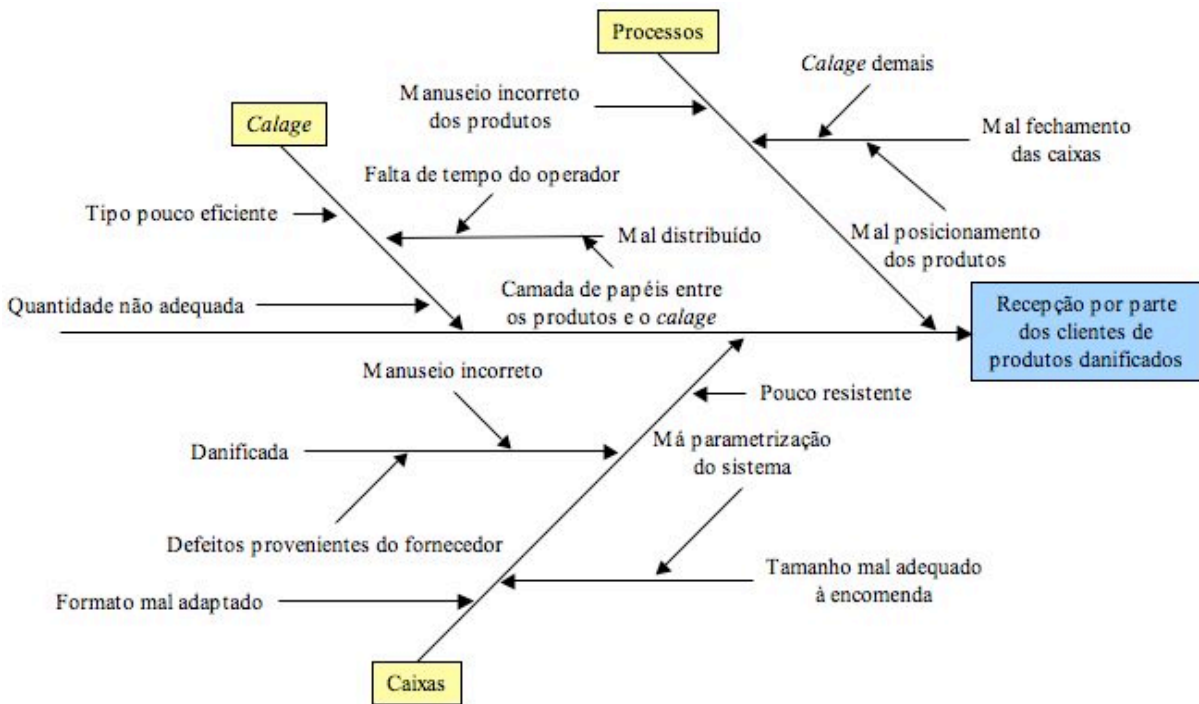 Processos
Calage demais
Manuseio incorreto
dos produtos
Calage
Mal fechamento
das caixas
Falta de tempo do operador
Tipo pouco eficiente
Mal distribuído
Mal posicionamento
dos produtos
Quantidade não adequada
Camada de papéis entre
os produtos e o calage
Recepção por parte
dos clientes de
produtos danificados
Manuseio incorreto
Pouco resistente
Danificada
Má parametrização
do sistema
Defeitos provenientes do fornecedor
Tamanho mal adequado
à encomenda
Formato mal adaptado
Caixas